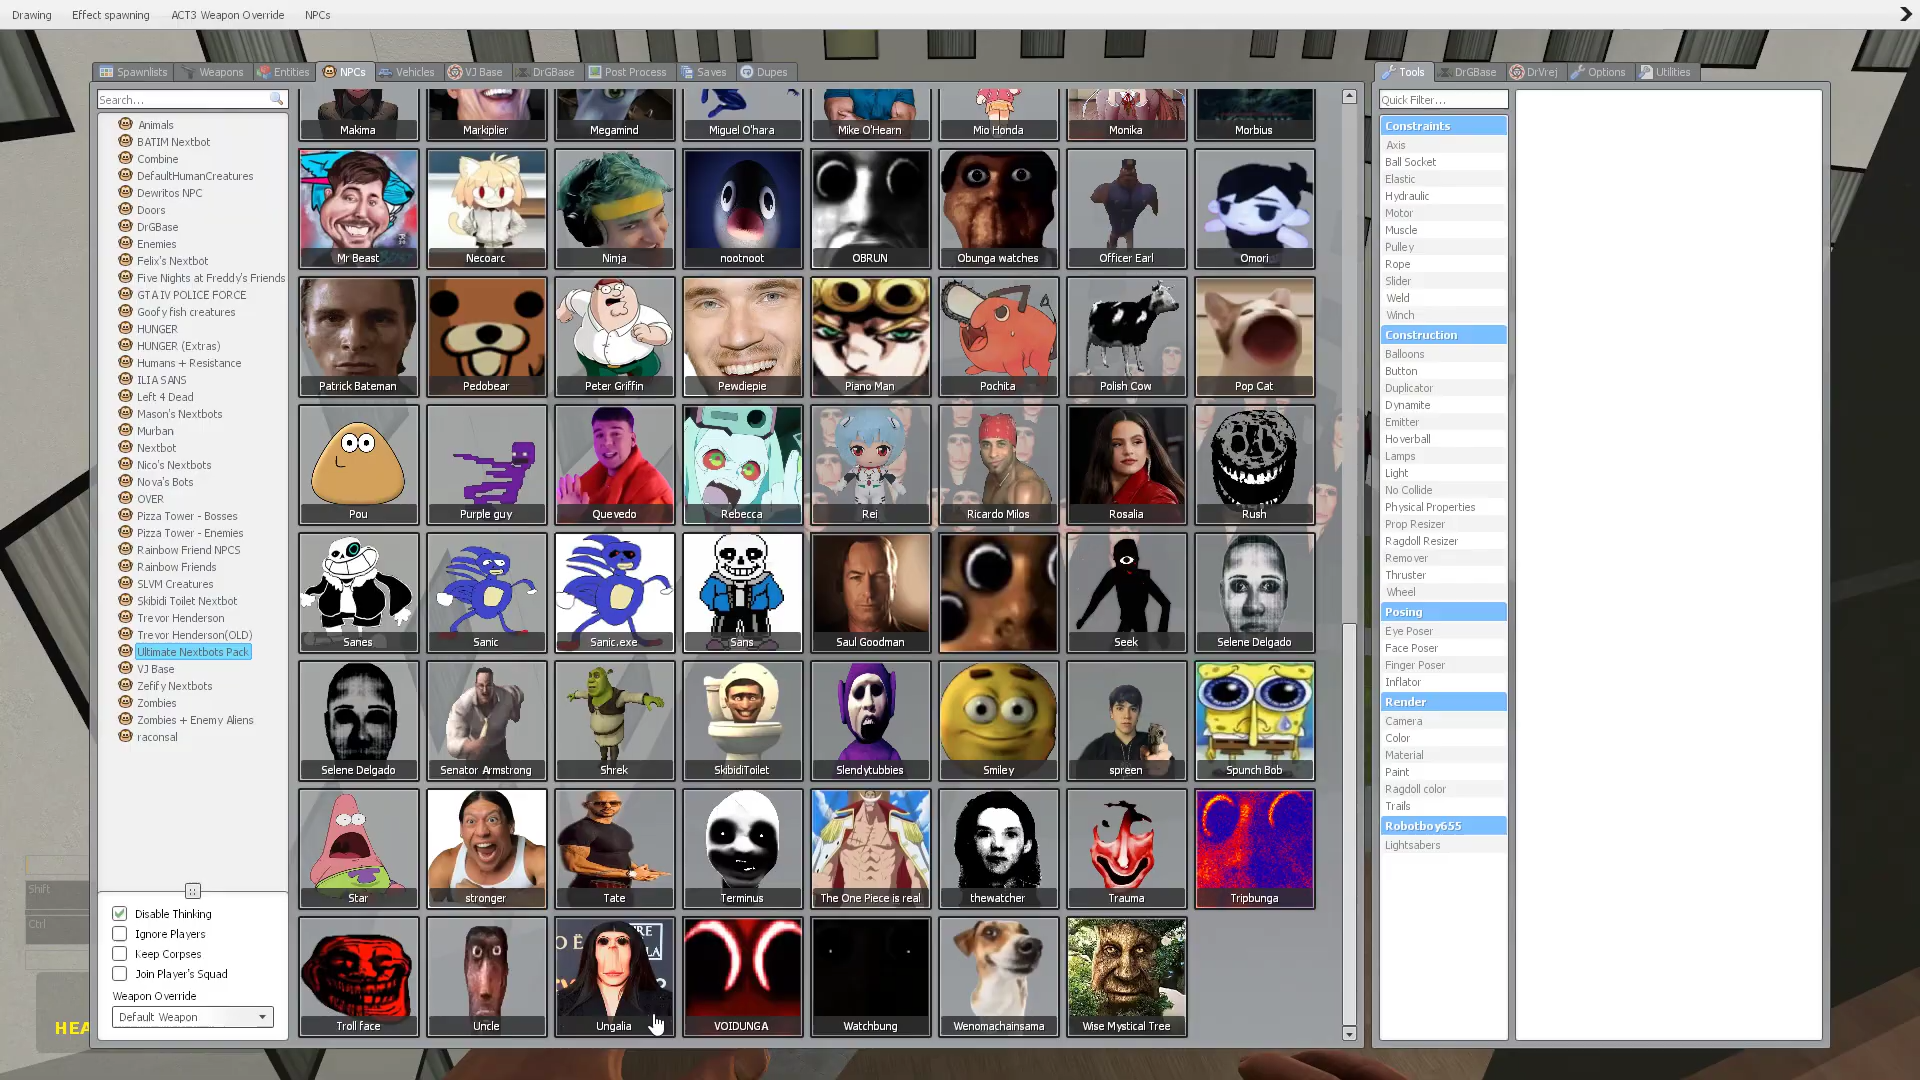 Drawing Effect spawning ACT3 Weapon Override NPCs
Spawnlists Weapons Entities NPCs Vehicles VJ Base DrGBase Post Process Saves Dupes
Tools DrGBase DrVrej Options Utilities
Search...
Animals
BATIM Nextbot
Combine
DefaultHumanCreatures
Dewritos NPC
Doors
DrGBase
Enemies
Felix's Nextbot
Five Nights at Freddy's Friends
GTA IV POLICE FORCE
Goofy fish creatures
HUNGER
HUNGER (Extras)
Humans + Resistance
ILIA SANS
Left 4 Dead
Mason's Nextbots
Murban
Nextbot
Nico's Nextbots
Nova's Bots
OVER
Pizza Tower - Bosses
Pizza Tower - Enemies
Rainbow Friend NPCS
Rainbow Friends
SLVM Creatures
Skibidi Toilet Nextbot
Trevor Henderson
Trevor Henderson(OLD)
Ultimate Nextbots Pack
VJ Base
Zefify Nextbots
Zombies
Zombies + Enemy Aliens
raconsal
Disable Thinking
Ignore Players
Keep Corpses
Join Player's Squad
Weapon Override
Default Weapon
Shift
Ctrl
HEA
Makima Markiplier Megamind Miguel O'hara Mike O'Hearn Mio Honda Monika Morbius
Mr Beast Necoarc Ninja nootnoot OBRUN Obunga watches Officer Earl Omori
Patrick Bateman Pedobear Peter Griffin Pewdiepie Piano Man Pochita Polish Cow Pop Cat
Pou Purple guy Quevedo Rebecca Rei Ricardo Milos Rosalia Rush
Sanes Sanic Sanic.exe Sans Saul Goodman Seek Selene Delgado
Selene Delgado Senator Armstrong Shrek SkibidiToilet Slendytubbies Smiley spreen Spunch Bob
Star stronger Tate Terminus The One Piece is real thewatcher Trauma Tripbunga
Troll face Uncle Ungalia VOIDUNGA Watchbung Wenomachainsama Wise Mystical Tree
Quick Filter...
Constraints
Axis
Ball Socket
Elastic
Hydraulic
Motor
Muscle
Pulley
Rope
Slider
Weld
Winch
Construction
Balloons
Button
Duplicator
Dynamite
Emitter
Hoverball
Lamps
Light
No Collide
Physical Properties
Prop Resizer
Ragdoll Resizer
Remover
Thruster
Wheel
Posing
Eye Poser
Face Poser
Finger Poser
Inflator
Render
Camera
Color
Material
Paint
Ragdoll color
Trails
Robotboy655
Lightsabers